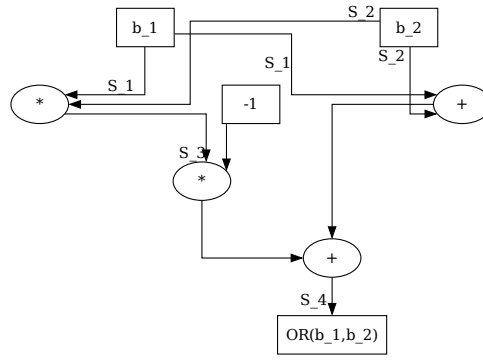 S_2
b_1
b_2
S_2
S_1
S_1
*
-1
+
S_3
*
+
S_4
OR(b_1,b_2)